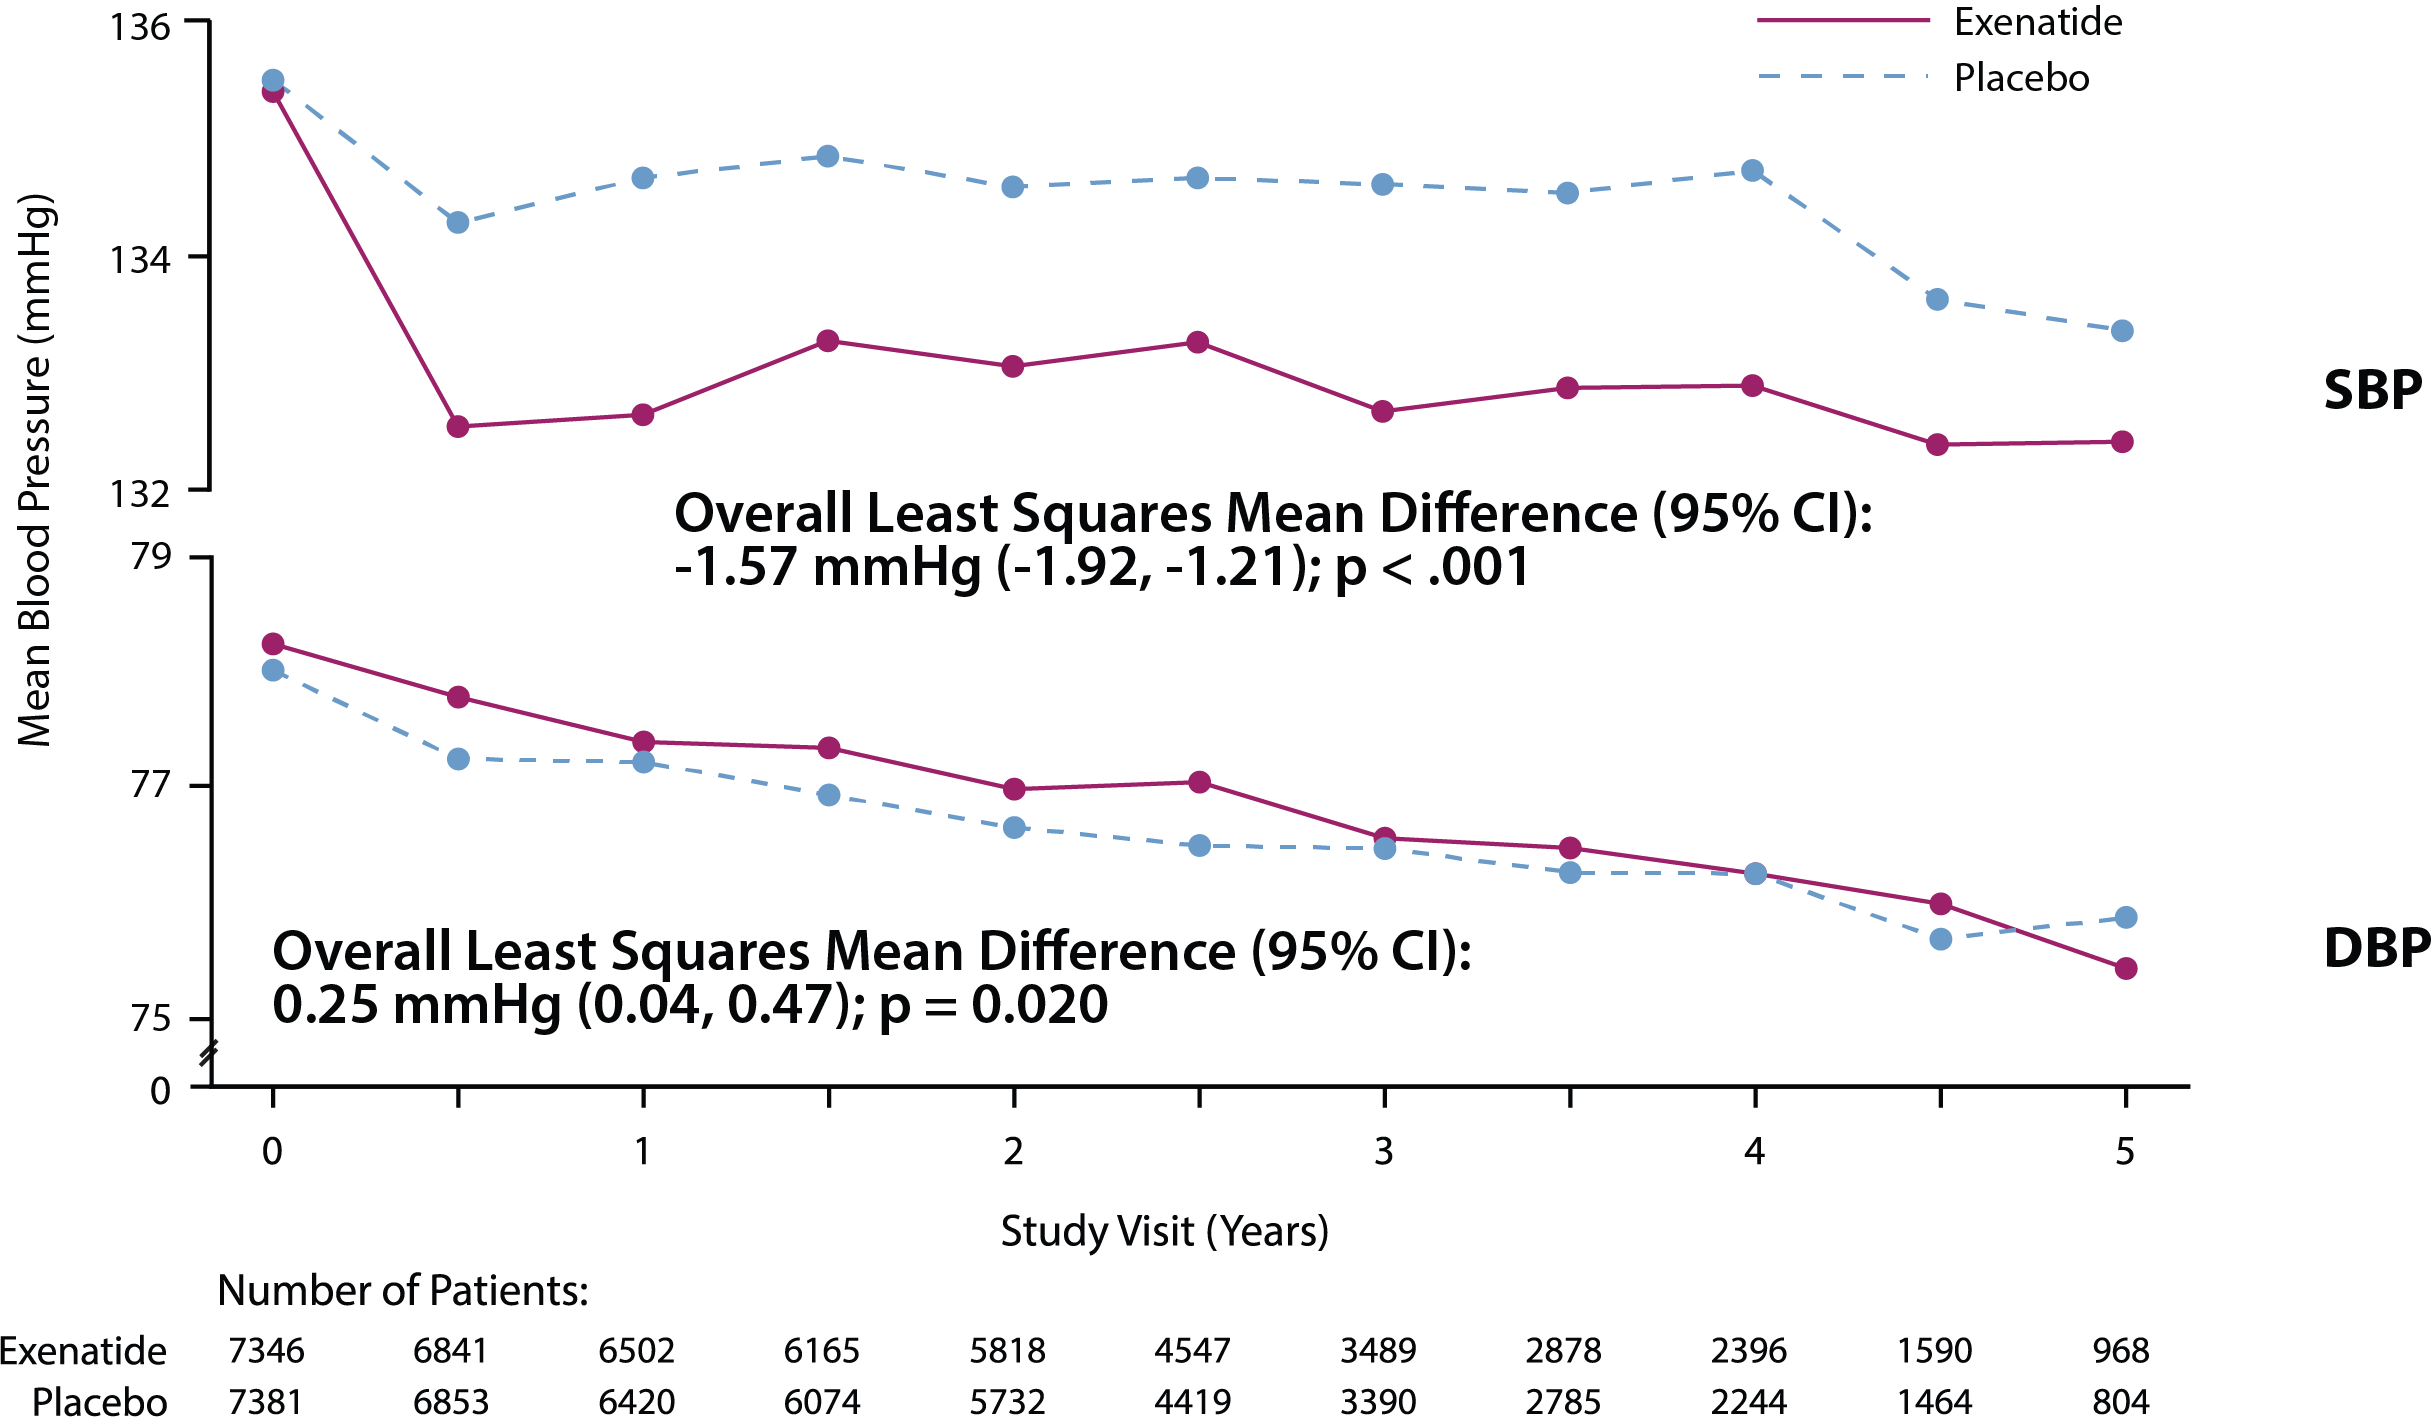 136
Exenatide
Placebo
134
Mean Blood Pressure (mmHg)
SBP
132
Overall Least Squares Mean Difference (95% CI):
-1.57 mmHg (-1.92, -1.21); p < .001
79
77
Overall Least Squares Mean Difference (95% CI):
0.25 mmHg (0.04, 0.47); p = 0.020
DBP
75
0
0 1 2 3 4 5
Study Visit (Years)
Number of Patients:
Exenatide 7346 6841 6502 6165 5818 4547 3489 2878 2396 1590 968
Placebo 7381 6853 6420 6074 5732 4419 3390 2785 2244 1464 804